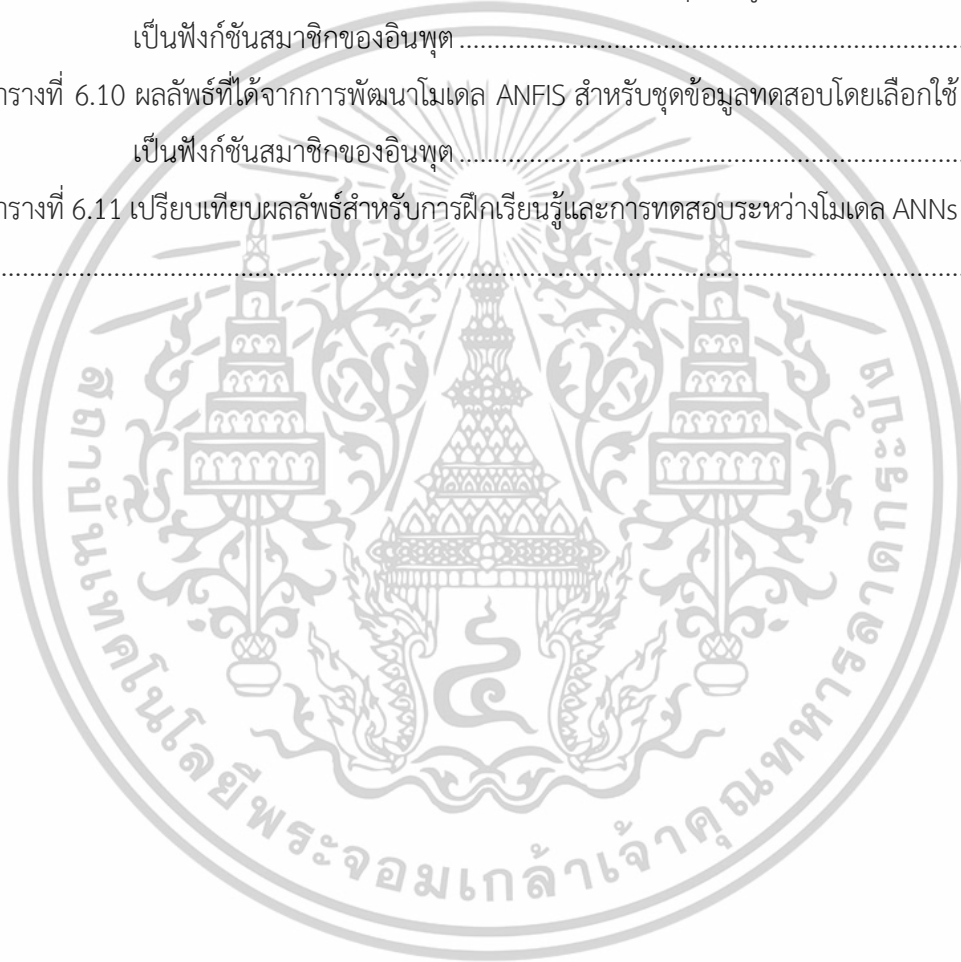 เป็นฟังก์ชันสมาชิกของอินพุต
ารางที่ 6.10 ผลลัพธ์ที่ได้จากการพัฒนาโมเดล ANFIS สำหรับชุดข้อมูลทดสอบโดยเลือกใช้
เป็นฟังก์ชันสมาชิกของอินพุต
ารางที่ 6.11 เปรียบเทียบผลลัพธ์สำหรับการฝึกเรียนรู้และการทดสอบระหว่างโมเดล ANNs
สถาบันเทคโนโลยีพระจอมเกล้าเจ้าคุณทหารลาดกระบัง